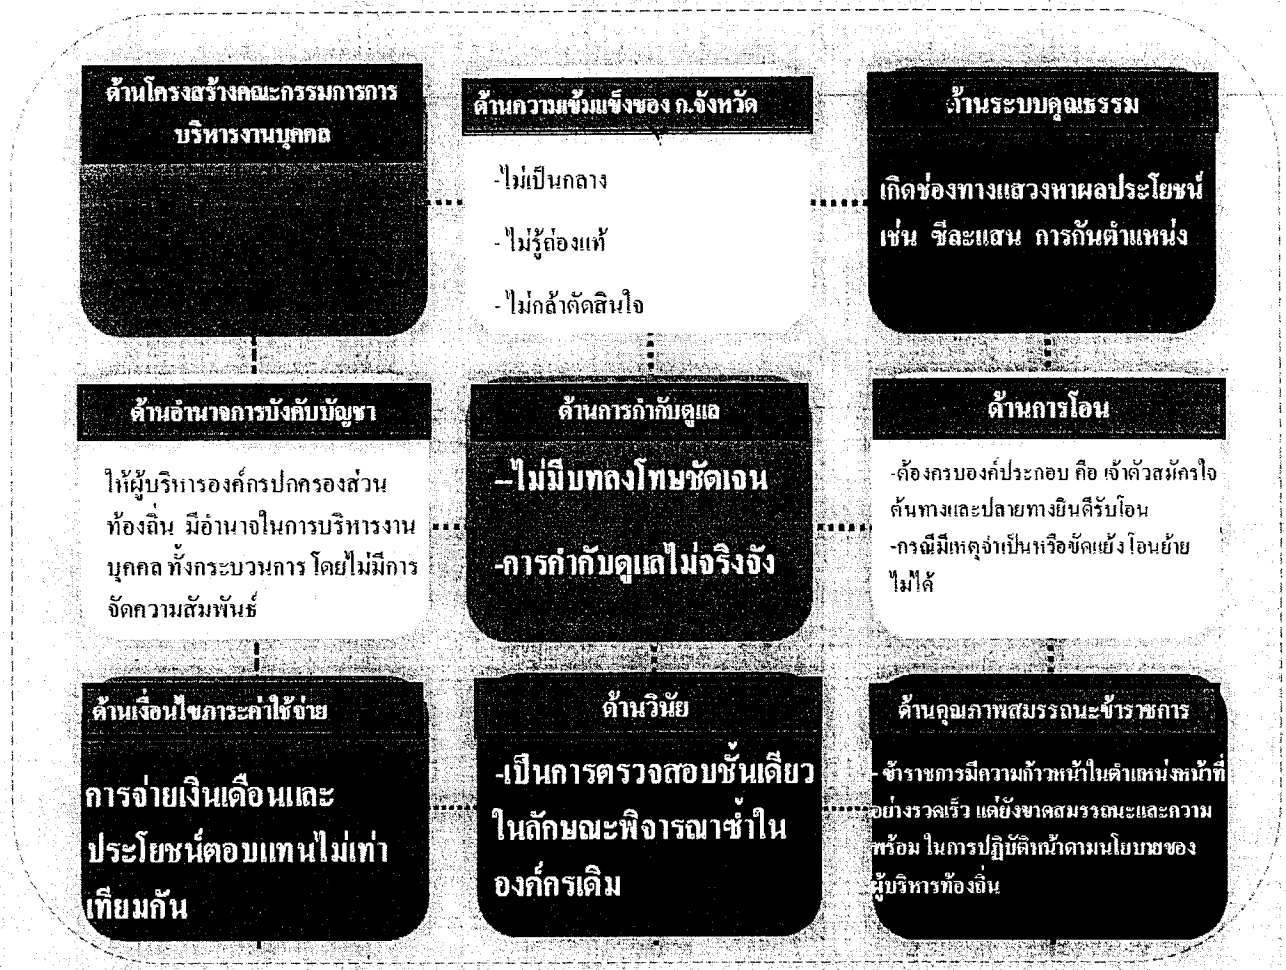 ด้านโครงสร้างคณะกรรมการการ
บริหารงานบุคคล
ด้านความเข้มแข็งของ ก.จังหวัด
-ไม่เป็นกลาง
- ไม่รู้ถ่องแท้
- ไม่กล้าตัดสินใจ
ด้านระบบคุณธรรม
เกิดช่องทางแสวงหาผลประโยชน์
เช่น ซีละแสน การกันตำแหน่ง
ด้านอำนาจการบังคับบัญชา
ให้ผู้บริหารองค์กรปกครองส่วน
ท้องถิ่น มีอำนาจในการบริหารงาน
บุคคล ทั้งกระบวนการ โดยไม่มีการ
จัดความสัมพันธ์
ด้านการกำกับดูแล
--ไม่มีบทลงโทษชัดเจน
-การกำกับดูแลไม่จริงจัง
ด้านการโอน
-ต้องครบองค์ประกอบ คือ เจ้าตัวสมัครใจ
ต้นทางและปลายทางยินดีรับโอน
-กรณีมีเหตุจำเป็นหรือขัดแย้ง โอนย้าย
ไม่ได้
ด้านเงื่อนไขภาระค่าใช้จ่าย
การจ่ายเงินเดือนและ
ประโยชน์ตอบแทนไม่เท่า
เทียมกัน
ด้านวินัย
-เป็นการตรวจสอบชั้นเดียว
ในลักษณะพิจารณาซ้ำใน
องค์กรเดิม
ด้านคุณภาพสมรรถนะข้าราชการ
- ข้าราชการมีความก้าวหน้าในตำแหน่งหน้าที่
อย่างรวดเร็ว แต่ยังขาดสมรรถนะและความ
พร้อม ในการปฏิบัติหน้าตามนโยบายของ
ผู้บริหารท้องถิ่น